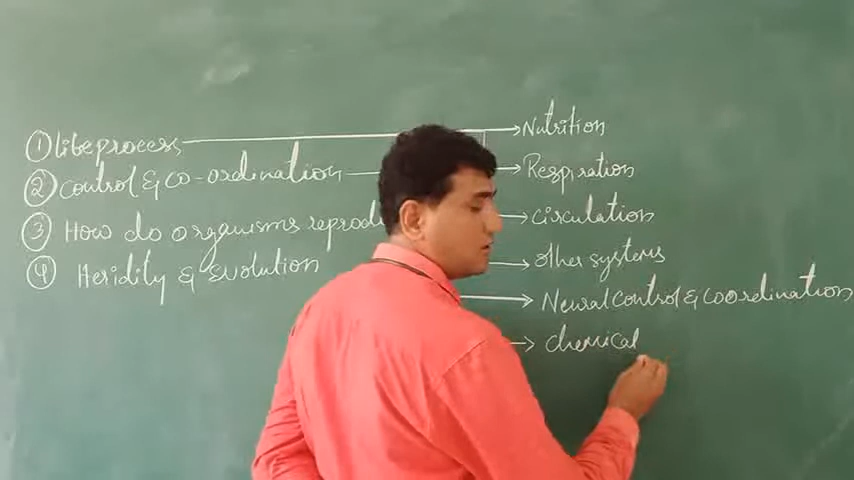 ① Life process → Nutrition
② Control & co-ordination → Respiration
③ How do organisms → Circulation
④ Heridity & Evolution → Other systems
→ Neural Control & Coordination
→ chemical